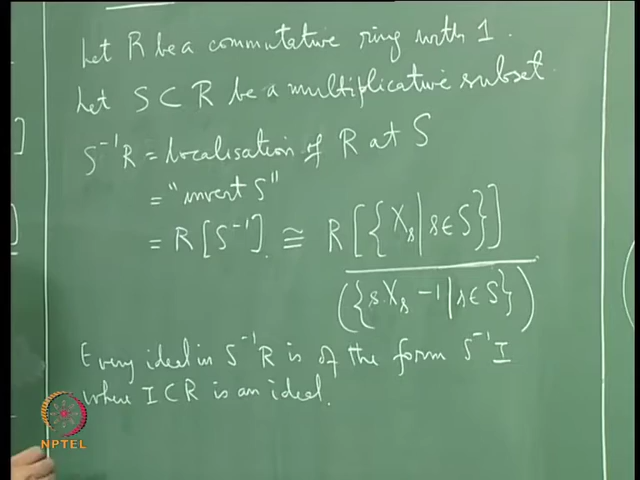 Let R be a commutative ring with 1.
Let S ⊂ R be a multiplicative subset.
S⁻¹R = localisation of R at S
= "invert S"
= R[S⁻¹] ≅ R[{X_s | s ∈ S}]
({sX_s - 1 | s ∈ S})
Every ideal in S⁻¹R is of the form S⁻¹I
where I ⊂ R is an ideal.
NPTEL